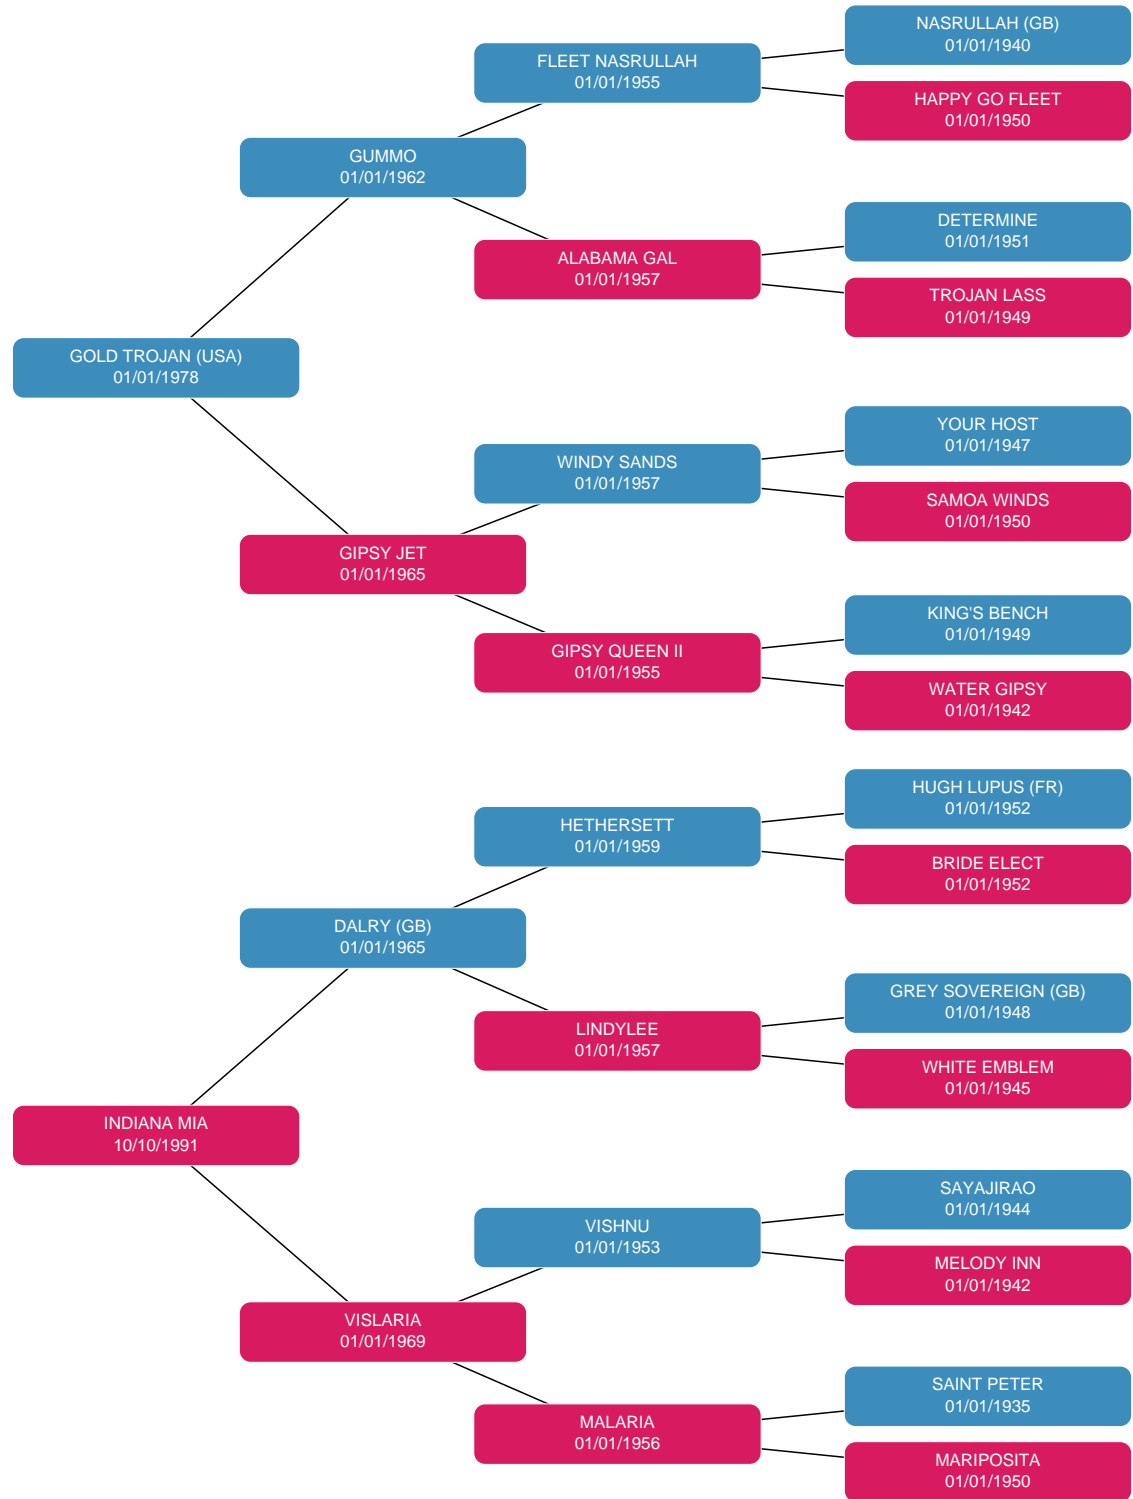 NASRULLAH (GB)
01/01/1940
FLEET NASRULLAH
01/01/1955
HAPPY GO FLEET
01/01/1950
GUMMO
01/01/1962
DETERMINE
01/01/1951
ALABAMA GAL
01/01/1957
TROJAN LASS
01/01/1949
GOLD TROJAN (USA)
01/01/1978
YOUR HOST
01/01/1947
WINDY SANDS
01/01/1957
SAMOA WINDS
01/01/1950
GIPSY JET
01/01/1965
KING'S BENCH
01/01/1949
GIPSY QUEEN II
01/01/1955
WATER GIPSY
01/01/1942
HUGH LUPUS (FR)
01/01/1952
HETHERSETT
01/01/1959
BRIDE ELECT
01/01/1952
DALRY (GB)
01/01/1965
GREY SOVEREIGN (GB)
01/01/1948
LINDYLEE
01/01/1957
WHITE EMBLEM
01/01/1945
INDIANA MIA
10/10/1991
SAYAJIRAO
01/01/1944
VISHNU
01/01/1953
MELODY INN
01/01/1942
VISLARIA
01/01/1969
SAINT PETER
01/01/1935
MALARIA
01/01/1956
MARIPOSITA
01/01/1950